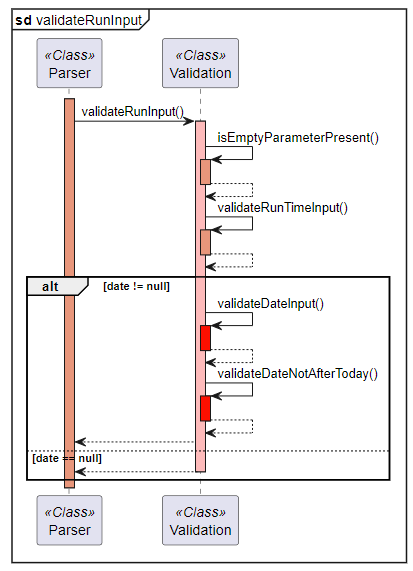 sd validateRunInput
«Class»
Parser
«Class»
Validation
validateRunInput()
isEmptyParameterPresent()
validateRunTimeInput()
alt
[date != null]
validateDateInput()
validateDateNotAfterToday()
[date == null]
«Class»
Parser
«Class»
Validation